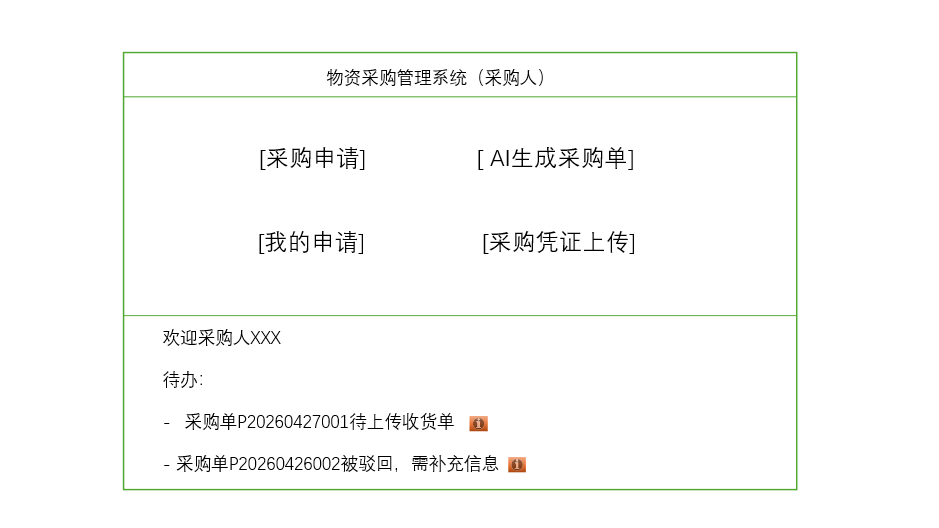 物资采购管理系统（采购人）
[采购申请] [ AI生成采购单]
[我的申请] [采购凭证上传]
欢迎采购人XXX
待办：
- 采购单P20260427001待上传收货单
- 采购单P20260426002被驳回，需补充信息